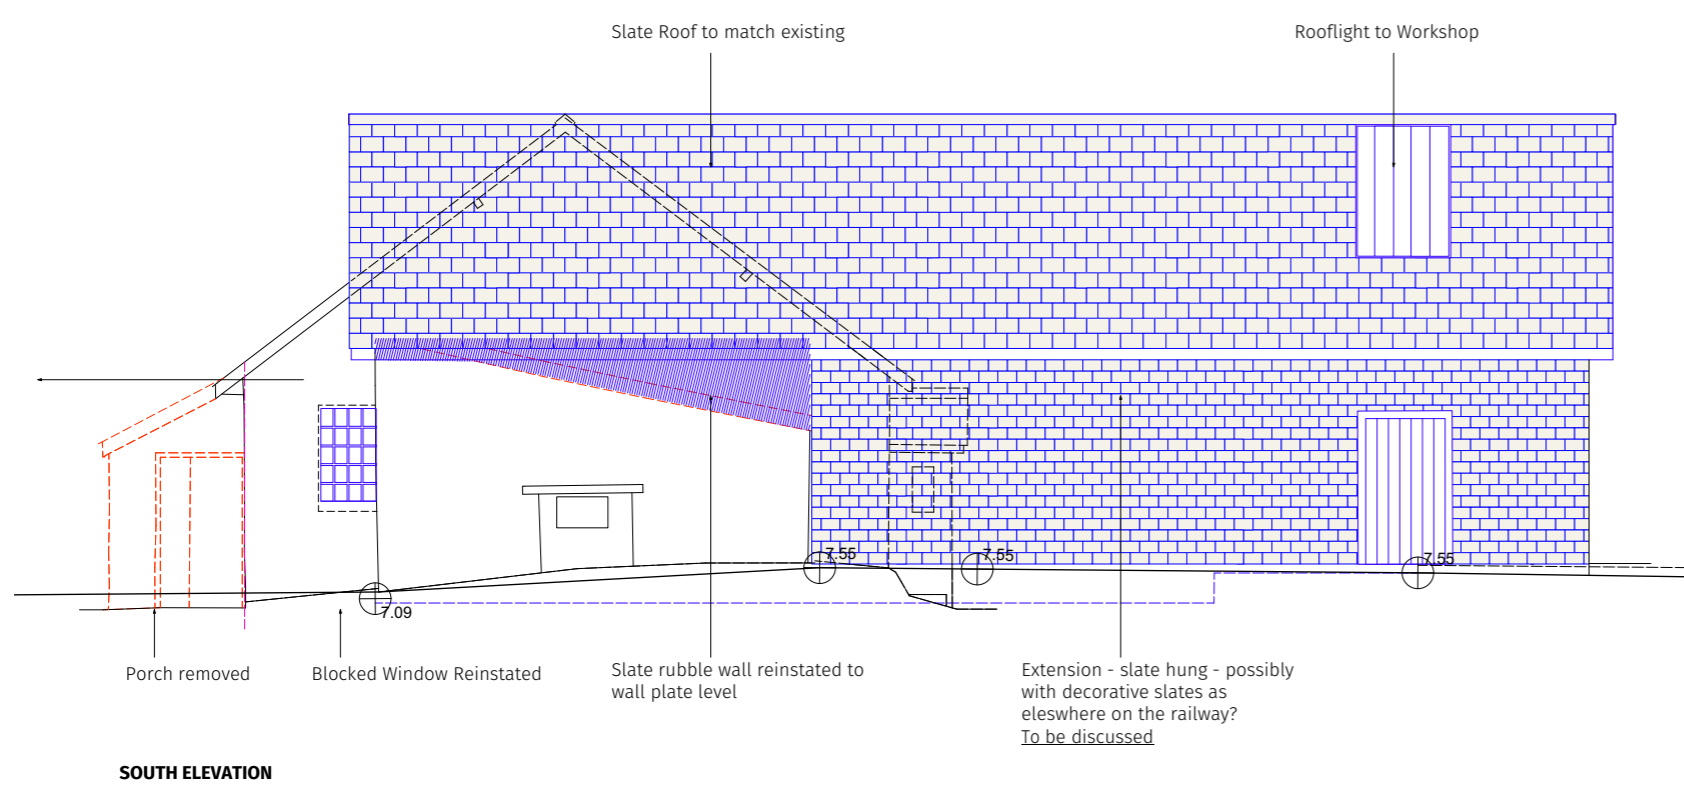 Slate Roof to match existing
Rooflight to Workshop
7.55
7.55
7.55
7.09
Porch removed
Blocked Window Reinstated
Slate rubble wall reinstated to
wall plate level
Extension - slate hung - possibly
with decorative slates as
eleswhere on the railway?
To be discussed
SOUTH ELEVATION